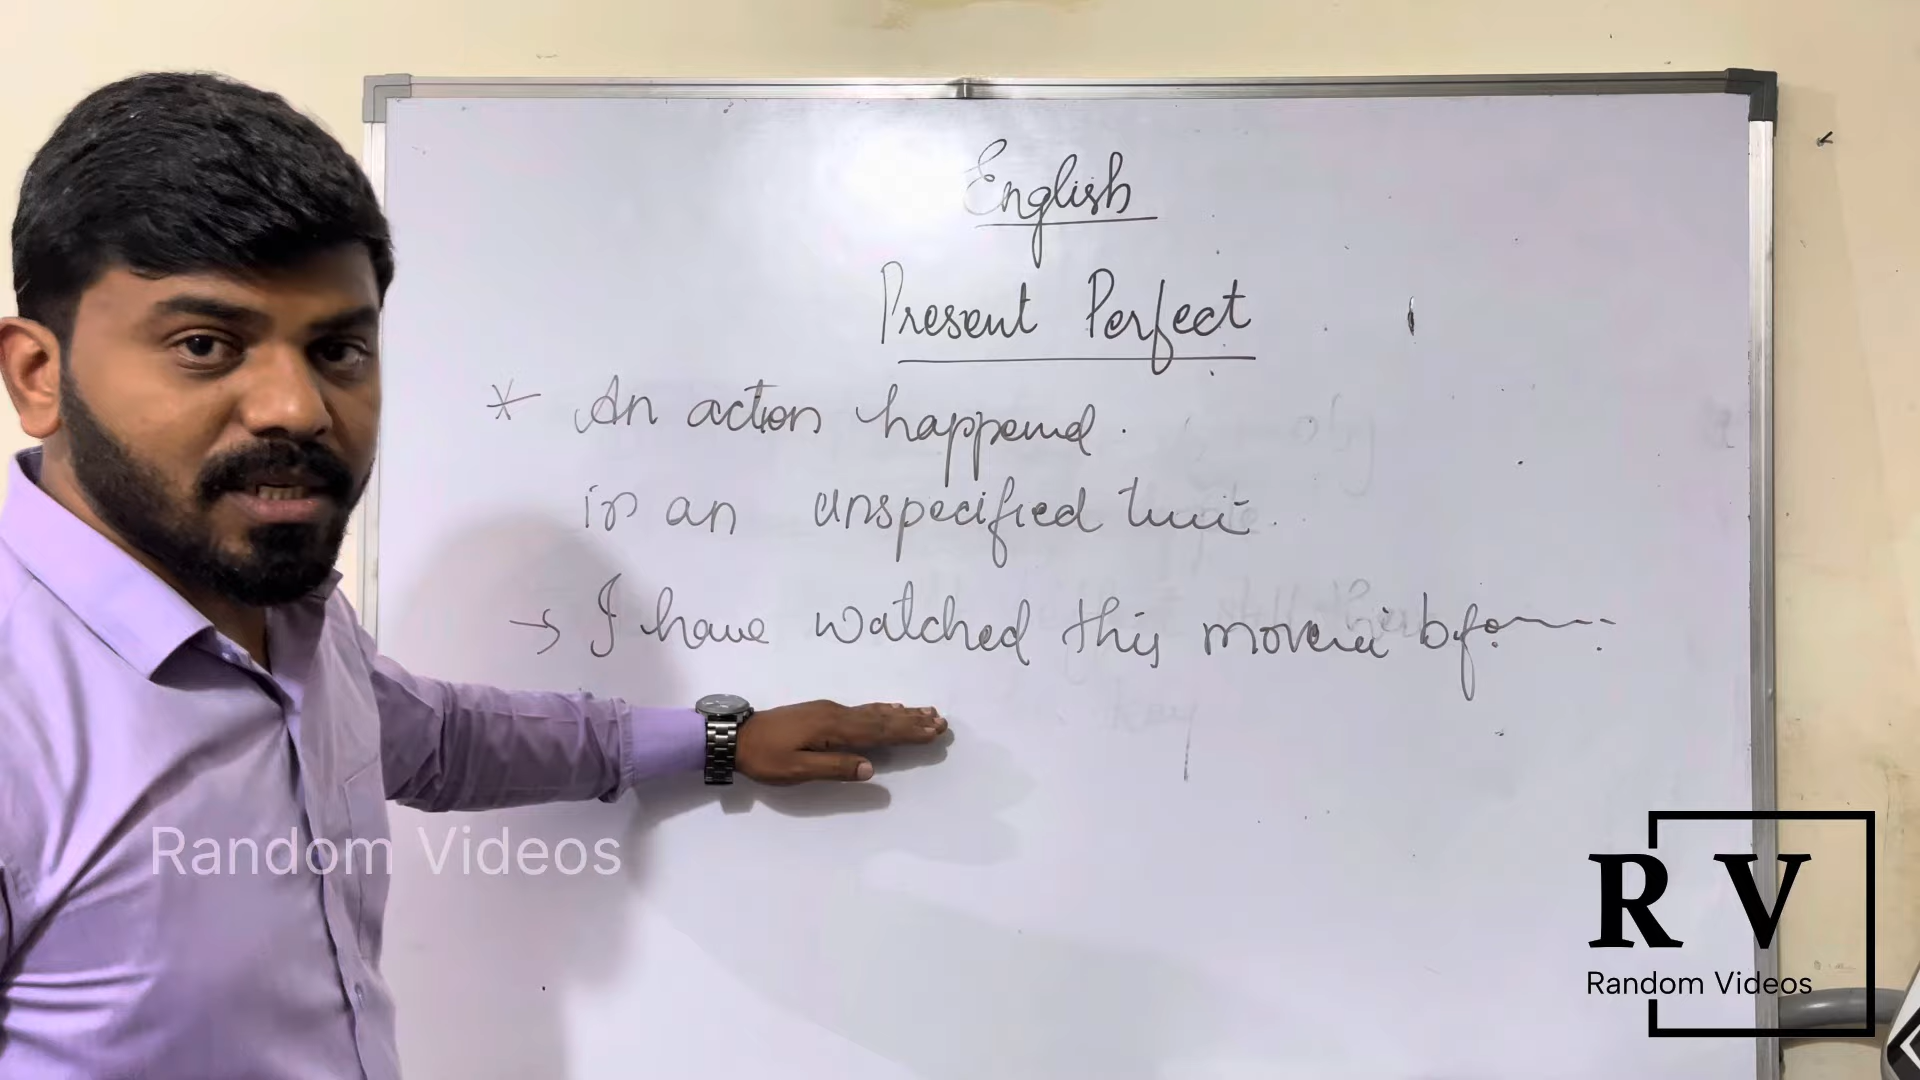 English
Present Perfect
* An action happened.
in an unspecified time.
→ I have watched this movie before.
Random Videos
R V
Random Videos